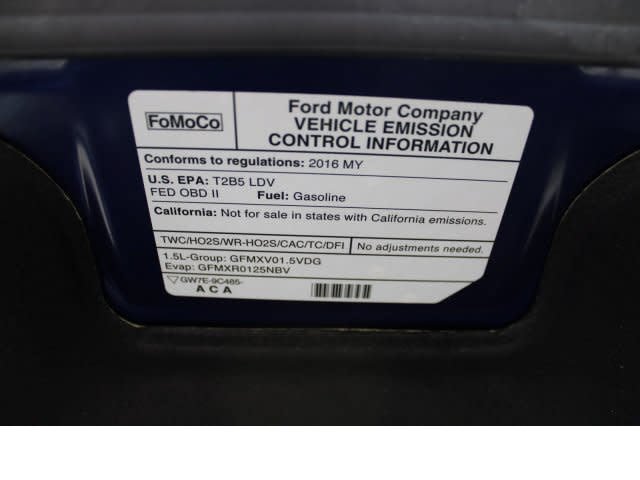 FoMoCo
Ford Motor Company
VEHICLE EMISSION
CONTROL INFORMATION
Conforms to regulations: 2016 MY
U.S. EPA: T2B5 LDV
FED OBD II Fuel: Gasoline
California: Not for sale in states with California emissions.
TWC/HO2S/WR-HO2S/CAC/TC/DFI No adjustments needed.
1.5L-Group: GFMXV01.5VDG
Evap: GFMXR0125NBV
GW7E-9C485-
A C A